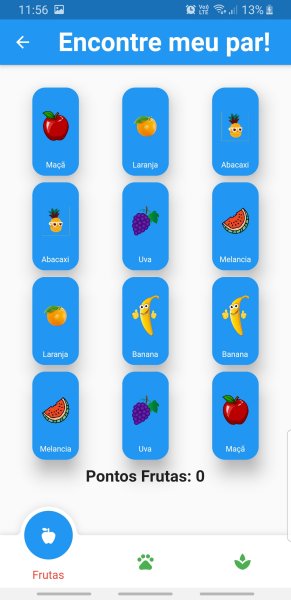 11:56 VoLTE 13%
Encontre meu par!
Maçã Laranja Abacaxi
Abacaxi Uva Melancia
Laranja Banana Banana
Melancia Uva Maçã
Pontos Frutas: 0
Frutas